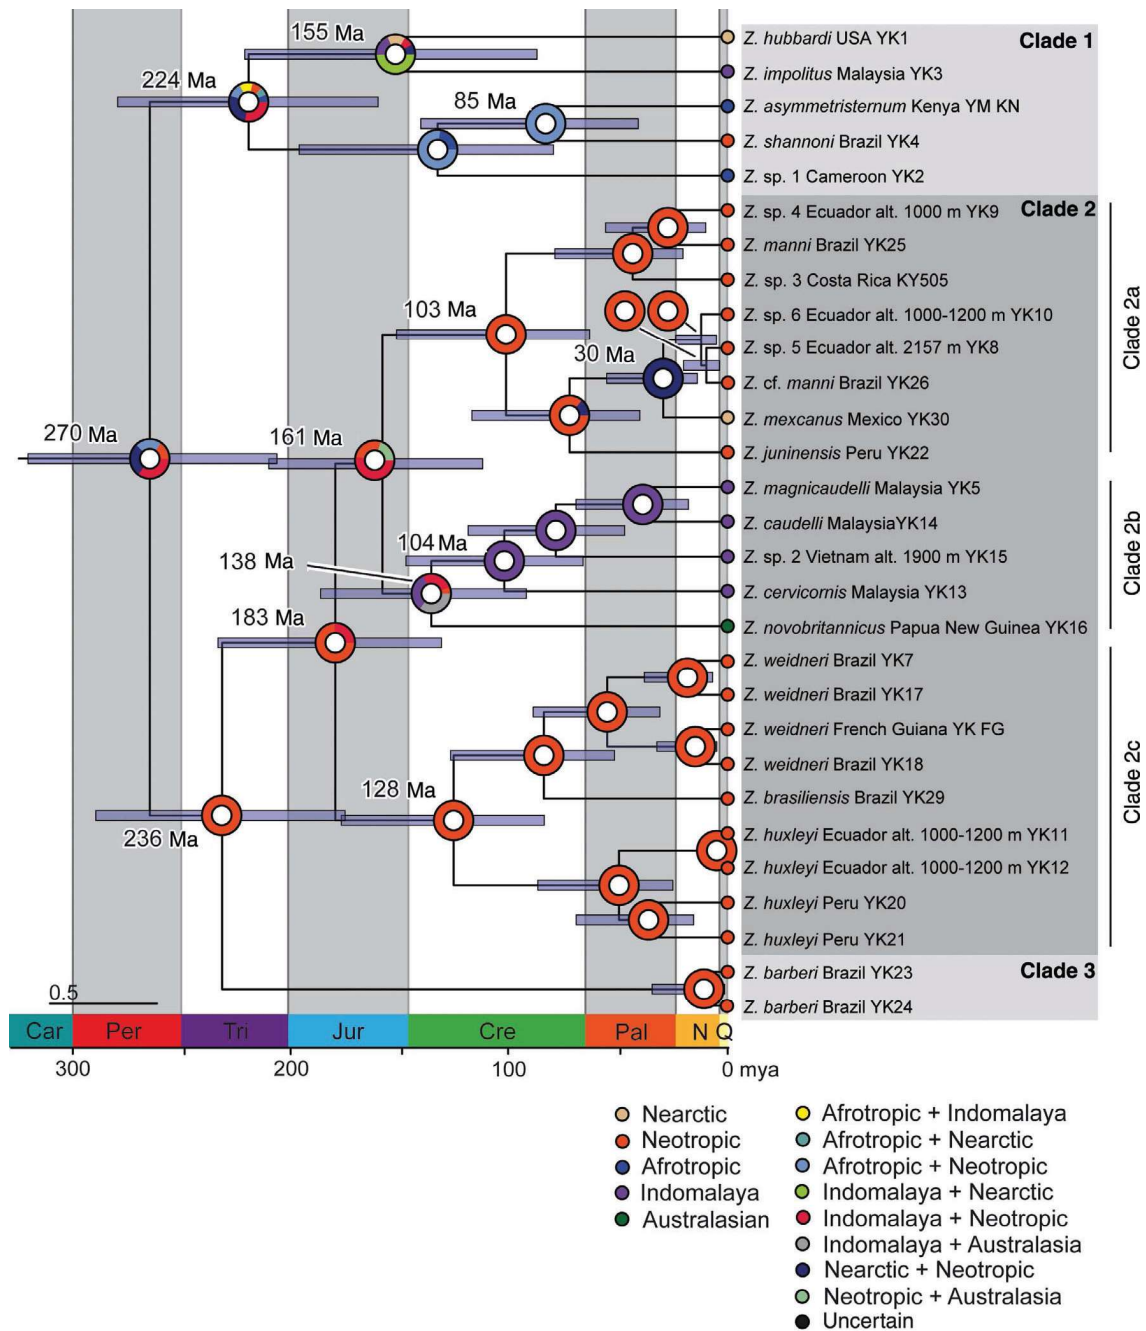 155 Ma
Z. hubbardi USA YK1
Clade 1
224 Ma
Z. impolitus Malaysia YK3
85 Ma
Z. asymmetristernum Kenya YM KN
Z. shannoni Brazil YK4
Z. sp. 1 Cameroon YK2
Z. sp. 4 Ecuador alt. 1000 m YK9
Clade 2
Z. manni Brazil YK25
Z. sp. 3 Costa Rica KY505
103 Ma
Z. sp. 6 Ecuador alt. 1000-1200 m YK10
Clade 2a
30 Ma
Z. sp. 5 Ecuador alt. 2157 m YK8
Z. cf. manni Brazil YK26
Z. mexcanus Mexico YK30
270 Ma
161 Ma
Z. juninensis Peru YK22
Z. magnicaudelli Malaysia YK5
Z. caudelli MalaysiaYK14
Clade 2b
104 Ma
138 Ma
Z. sp. 2 Vietnam alt. 1900 m YK15
Z. cervicornis Malaysia YK13
183 Ma
Z. novobritannicus Papua New Guinea YK16
Z. weidneri Brazil YK7
Z. weidneri Brazil YK17
Z. weidneri French Guiana YK FG
Z. weidneri Brazil YK18
128 Ma
Z. brasiliensis Brazil YK29
Clade 2c
236 Ma
Z. huxleyi Ecuador alt. 1000-1200 m YK11
Z. huxleyi Ecuador alt. 1000-1200 m YK12
Z. huxleyi Peru YK20
Z. huxleyi Peru YK21
Z. barberi Brazil YK23
Clade 3
0.5
Z. barberi Brazil YK24
Car Per Tri Jur Cre Pal N Q
300 200 100 0 mya
Nearctic
Neotropic
Afrotropic
Indomalaya
Australasian
Afrotropic + Indomalaya
Afrotropic + Nearctic
Afrotropic + Neotropic
Indomalaya + Nearctic
Indomalaya + Neotropic
Indomalaya + Australasia
Nearctic + Neotropic
Neotropic + Australasia
Uncertain